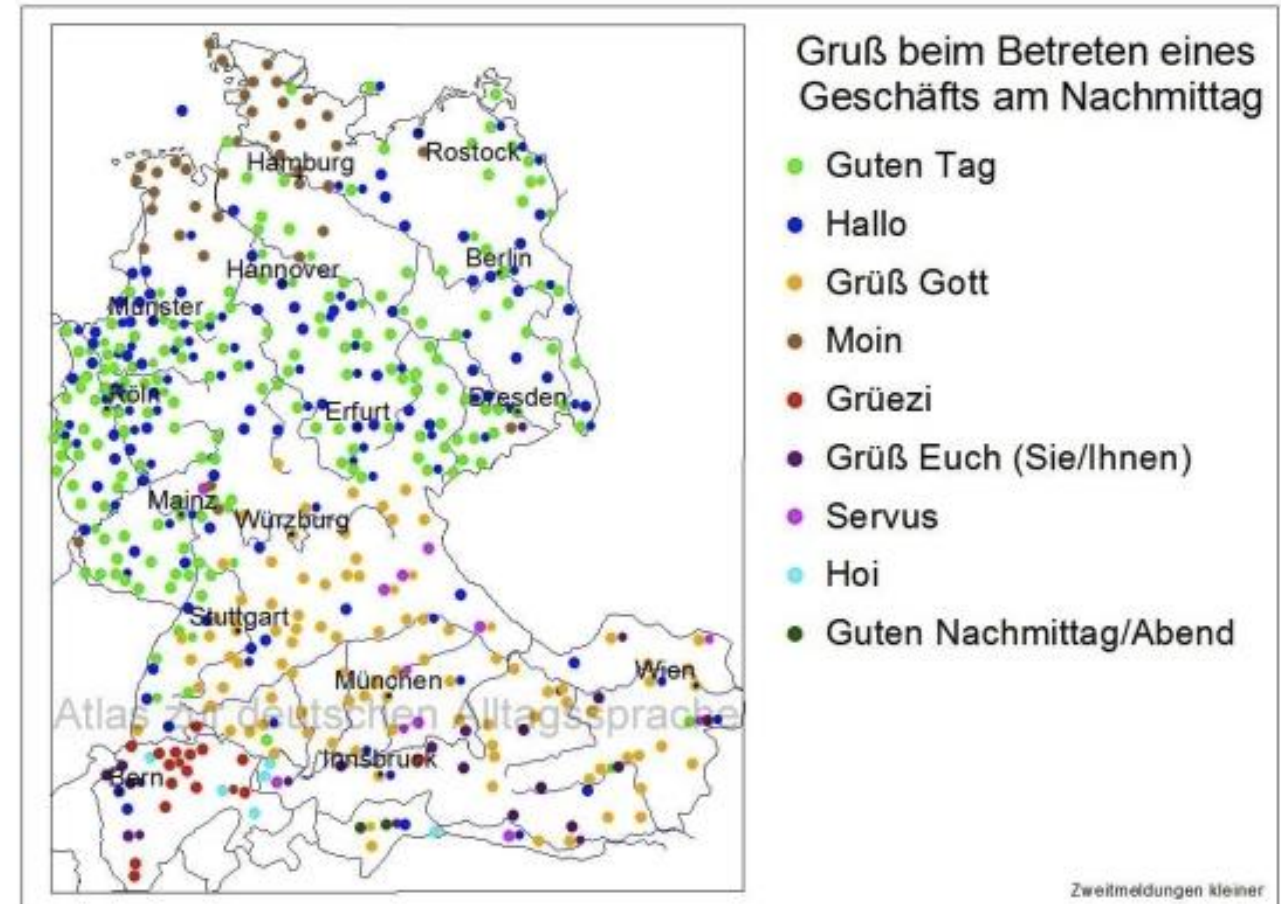 Gruß beim Betreten eines
Geschäfts am Nachmittag
Guten Tag
Hallo
Grüß Gott
Moin
Grüezi
Grüß Euch (Sie/Ihnen)
Servus
Hoi
Guten Nachmittag/Abend
Hamburg
Rostock
Hannover
Berlin
Münster
Köln
Erfurt
Dresden
Mainz
Würzburg
Stuttgart
München
Wien
Atlas zur deutschen Alltagssprache
Innsbruck
Bern
Zweitmeldungen kleiner